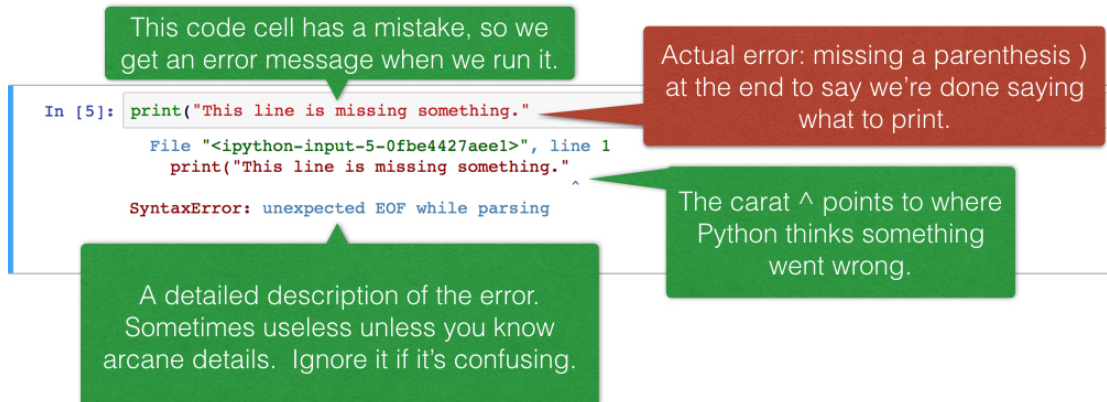 This code cell has a mistake, so we
get an error message when we run it.
Actual error: missing a parenthesis )
at the end to say we're done saying
what to print.
In [5]: print("This line is missing something."
File "<ipython-input-5-0fbe4427aee1>", line 1
print("This line is missing something."
^
SyntaxError: unexpected EOF while parsing
The carat ^ points to where
Python thinks something
went wrong.
A detailed description of the error.
Sometimes useless unless you know
arcane details.  Ignore it if it's confusing.